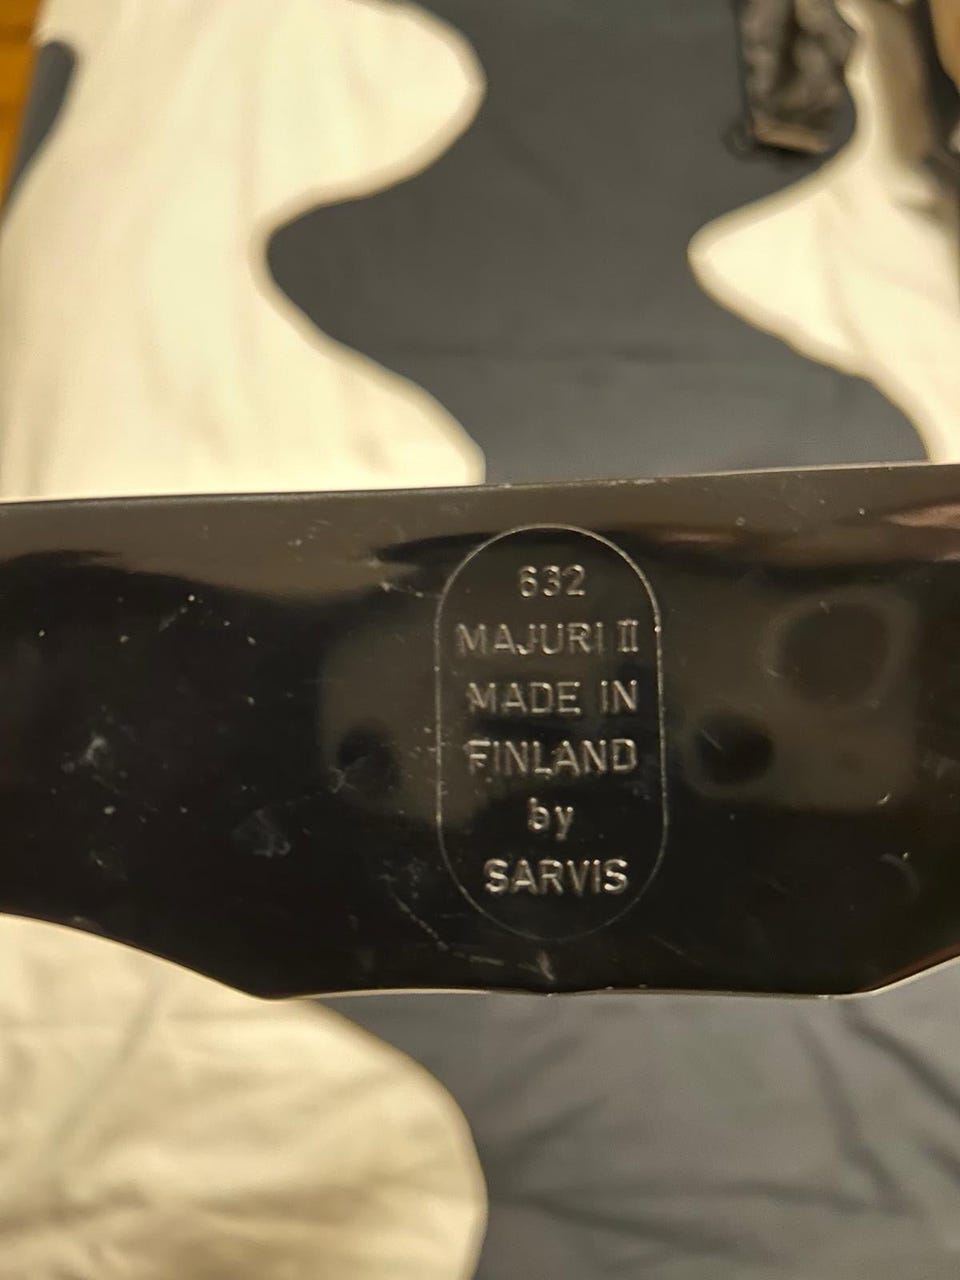 632
MAJURI II
MADE IN
FINLAND
by
SARVIS